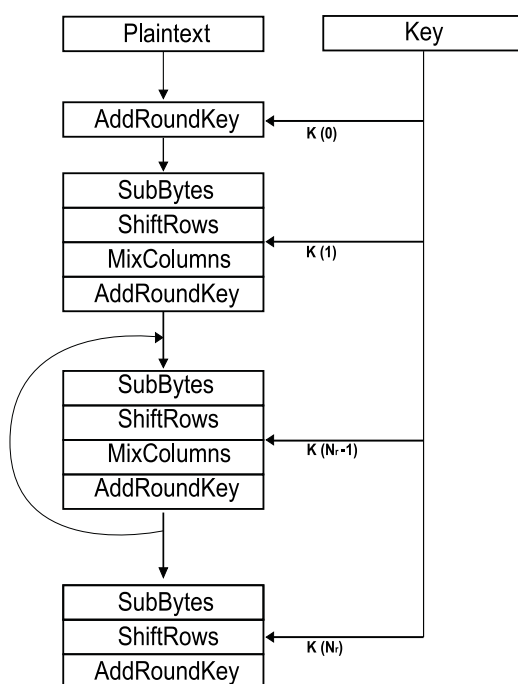 Plaintext
Key
AddRoundKey
K (0)
SubBytes
ShiftRows
K (1)
MixColumns
AddRoundKey
SubBytes
ShiftRows
K (Nr-1)
MixColumns
AddRoundKey
SubBytes
ShiftRows
K (Nr)
AddRoundKey